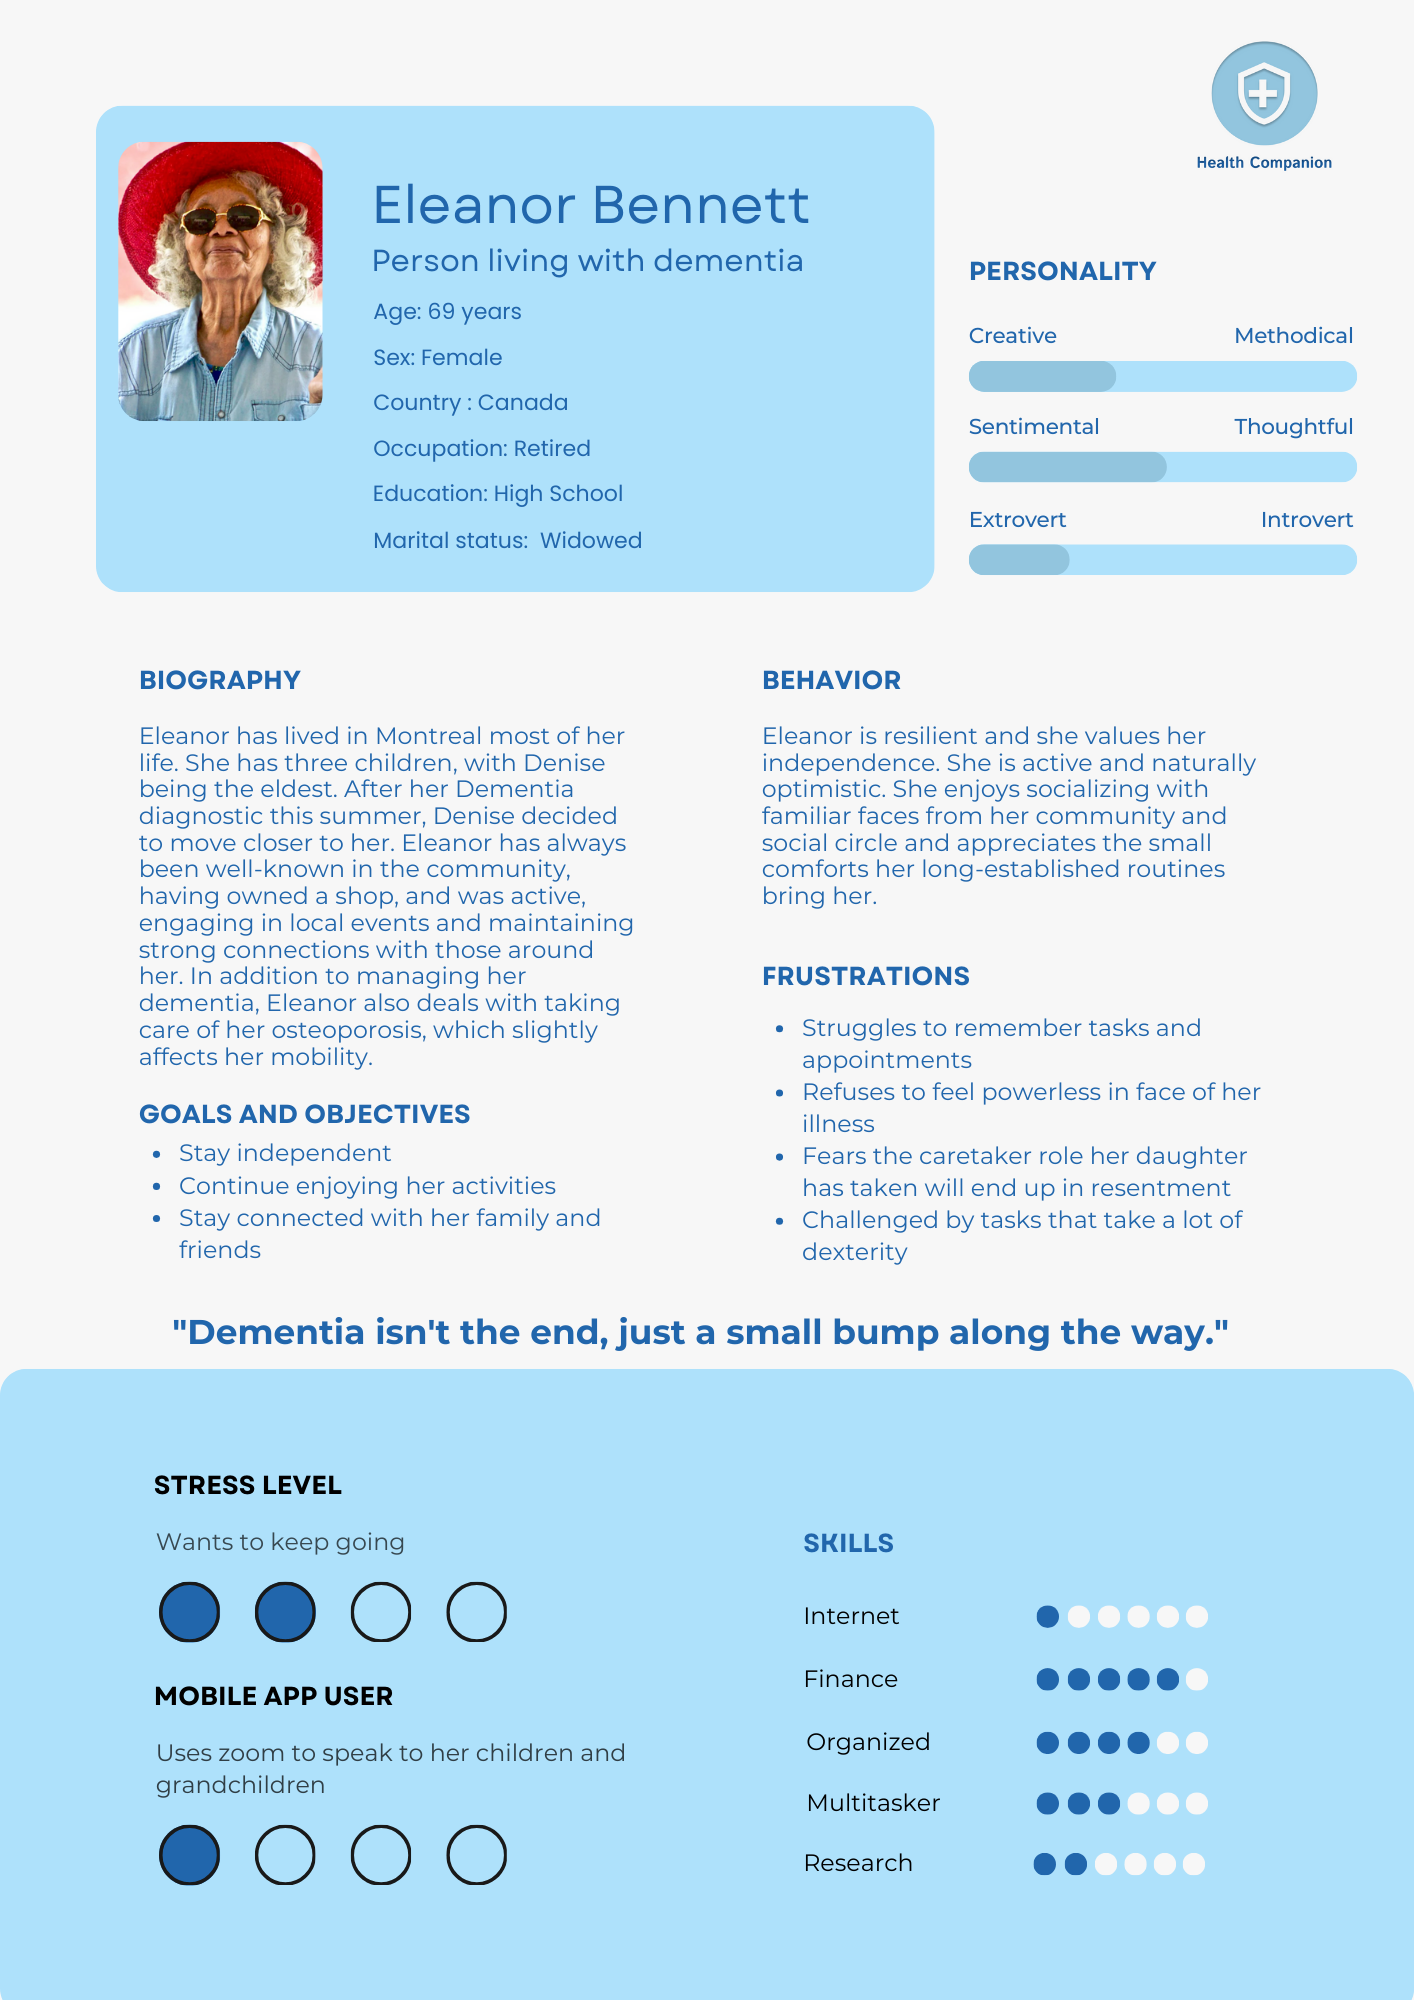 Health Companion
Eleanor Bennett
Person living with dementia
Age: 69 years
Sex: Female
Country : Canada
Occupation: Retired
Education: High School
Marital status:  Widowed
PERSONALITY
Creative Methodical
Sentimental Thoughtful
Extrovert Introvert
BIOGRAPHY
Eleanor has lived in Montreal most of her
life. She has three children, with Denise
being the eldest. After her Dementia
diagnostic this summer, Denise decided
to move closer to her. Eleanor has always
been well-known in the community,
having owned a shop, and was active,
engaging in local events and maintaining
strong connections with those around
her. In addition to managing her
dementia, Eleanor also deals with taking
care of her osteoporosis, which slightly
affects her mobility.
GOALS AND OBJECTIVES
• Stay independent
• Continue enjoying her activities
• Stay connected with her family and
friends
BEHAVIOR
Eleanor is resilient and she values her
independence. She is active and naturally
optimistic. She enjoys socializing with
familiar faces from her community and
social circle and appreciates the small
comforts her long-established routines
bring her.
FRUSTRATIONS
• Struggles to remember tasks and
appointments
• Refuses to feel powerless in face of her
illness
• Fears the caretaker role her daughter
has taken will end up in resentment
• Challenged by tasks that take a lot of
dexterity
"Dementia isn't the end, just a small bump along the way."
STRESS LEVEL
Wants to keep going
MOBILE APP USER
Uses zoom to speak to her children and
grandchildren
SKILLS
Internet
Finance
Organized
Multitasker
Research